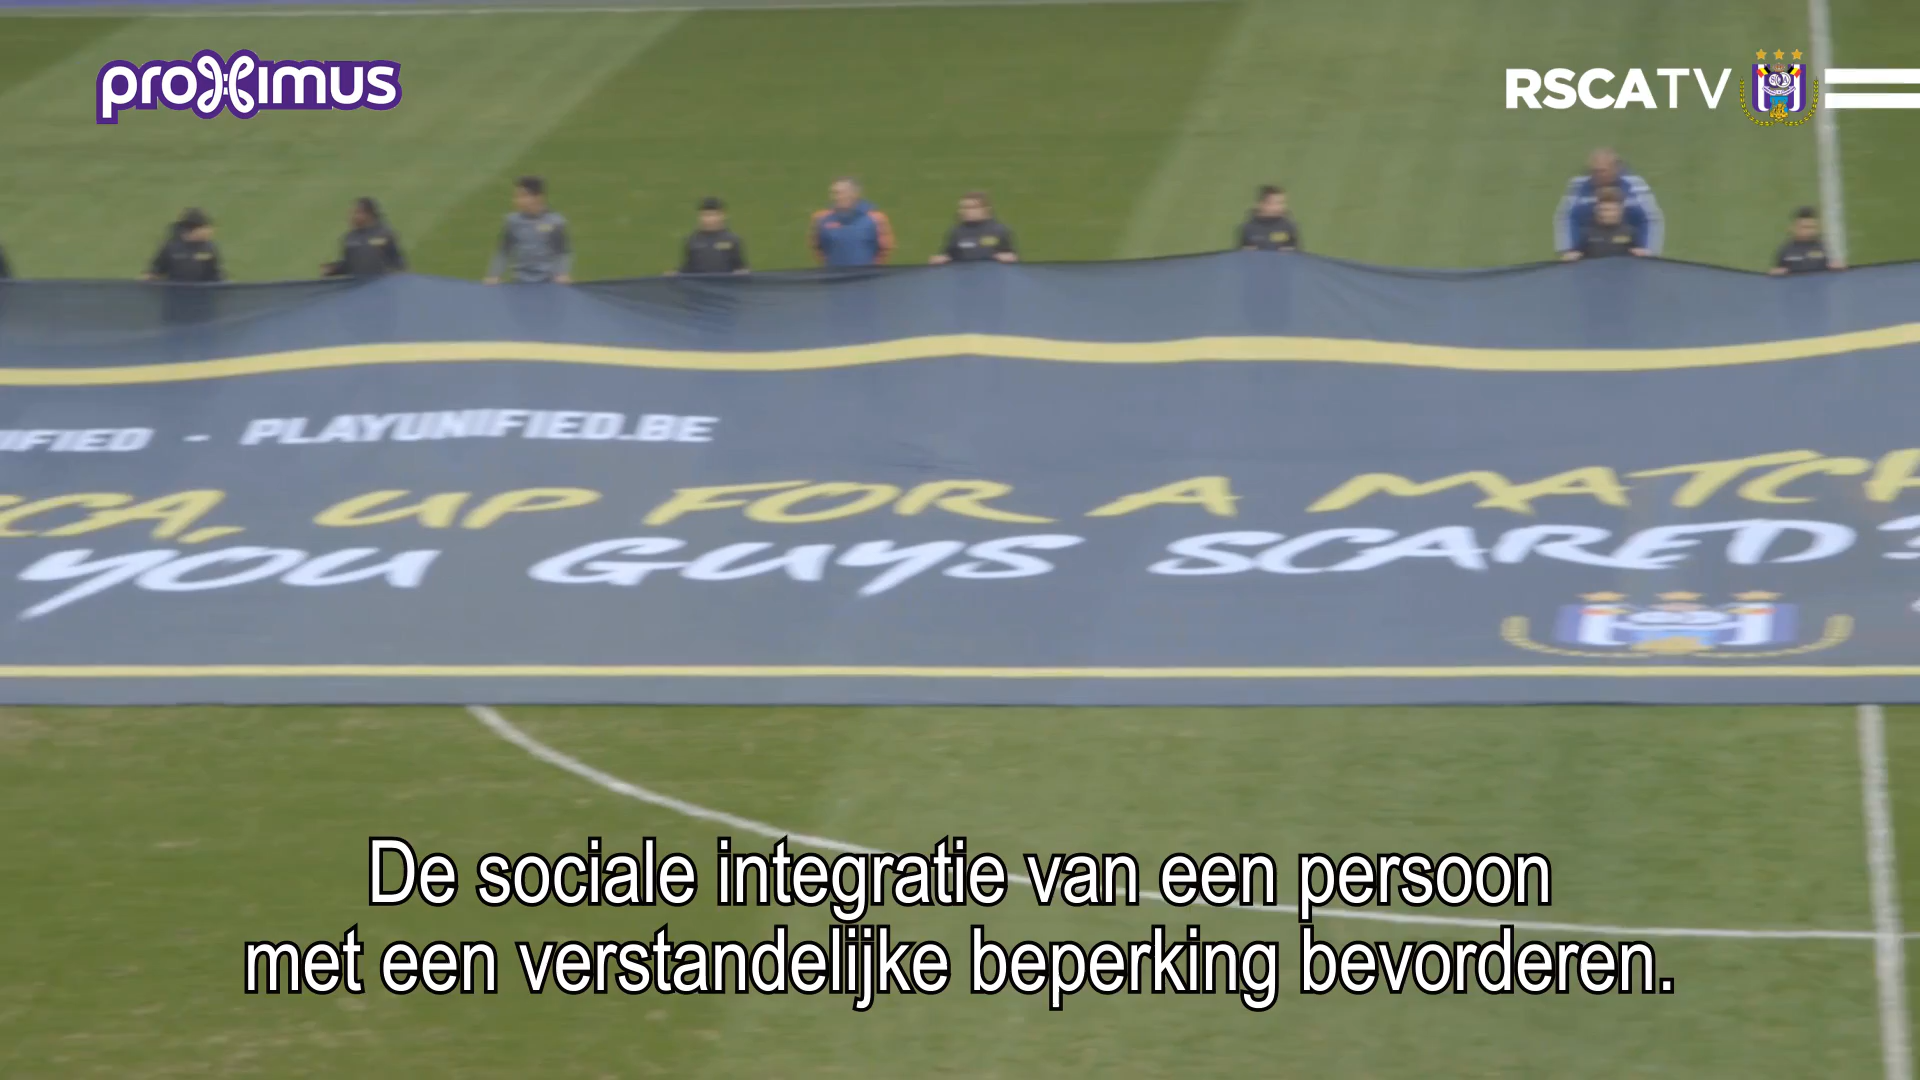 proximus
RSCATV
PLAYUNIFIED.BE
UP FOR A MATCH
YOU GUYS SCARED?
De sociale integratie van een persoon
met een verstandelijke beperking bevorderen.